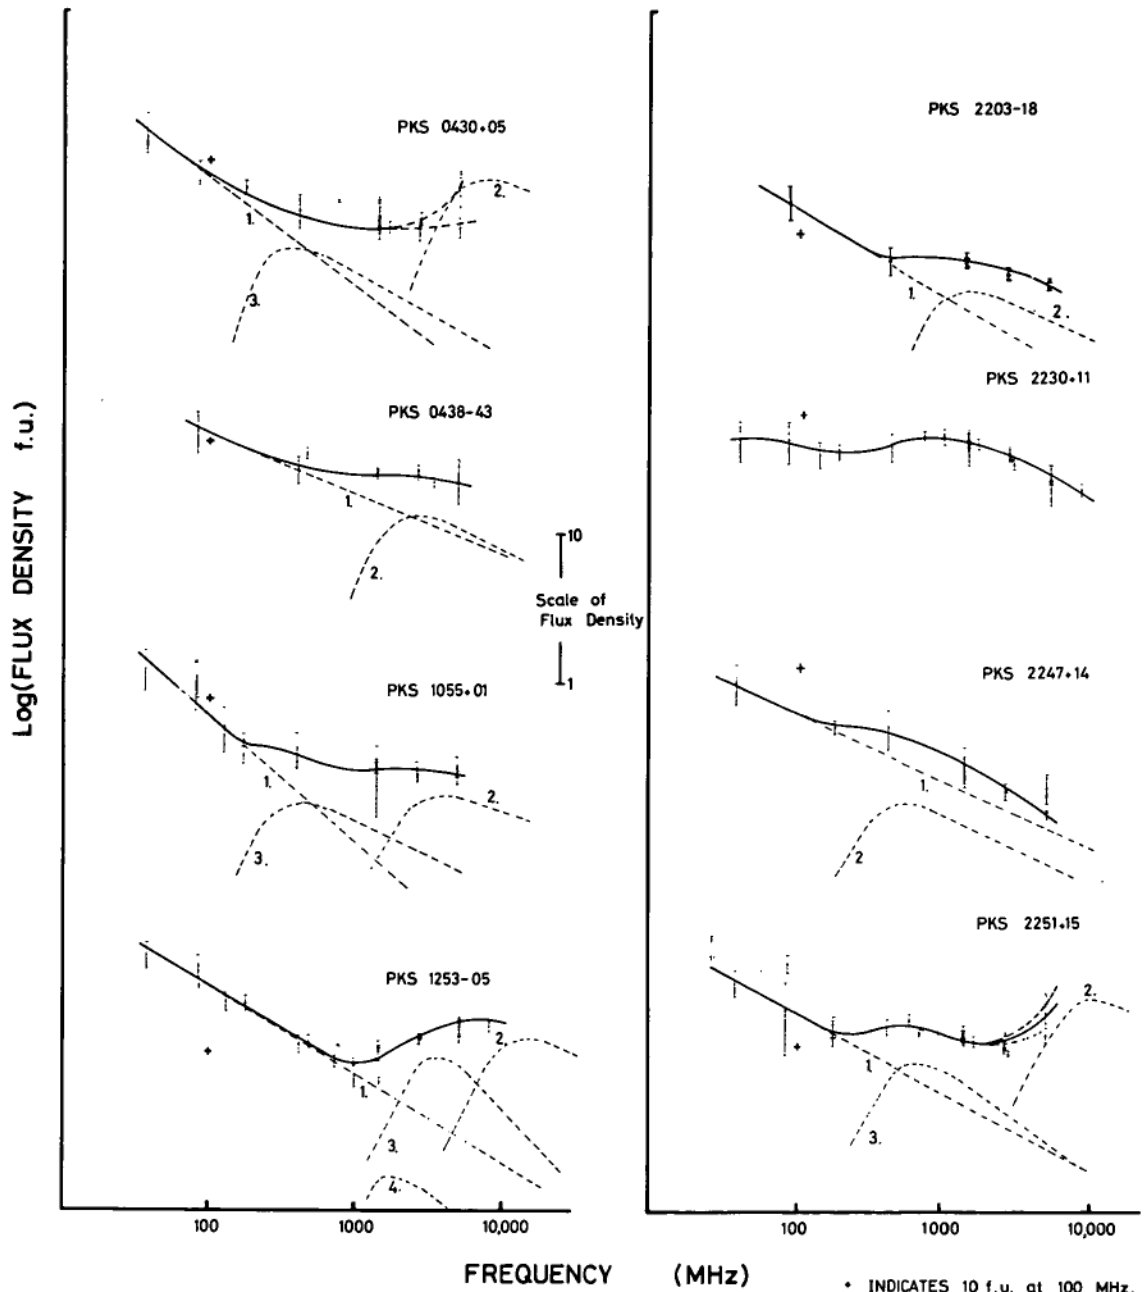 PKS 0430+05
1.
2.
3.
PKS 0438-43
1.
2.
10
Scale of
Flux Density
1
PKS 1055+01
1.
2.
3.
PKS 1253-05
1.
2.
3.
4.
100
1000
10,000
PKS 2203-18
1.
2.
PKS 2230+11
PKS 2247+14
1.
2
PKS 2251+15
1.
2.
3.
100
1000
10,000
Log(FLUX DENSITY f.u.)
FREQUENCY (MHz)
+ INDICATES 10 f.u. at 100 MHz.